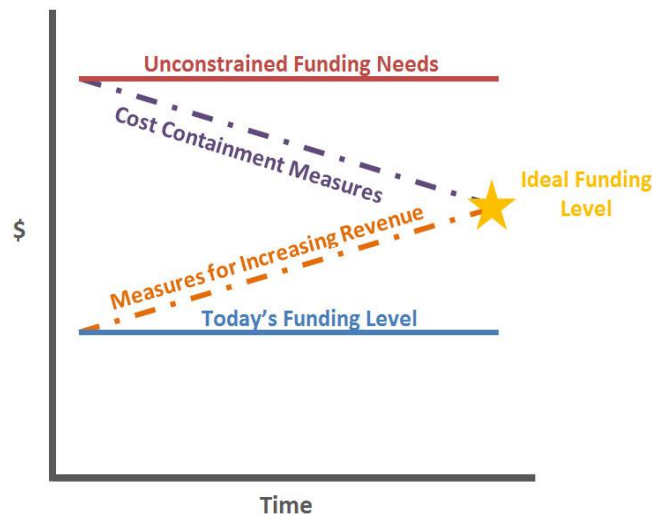 Unconstrained Funding Needs
Cost Containment Measures
Ideal Funding
Level
$
Measures for Increasing Revenue
Today's Funding Level
Time